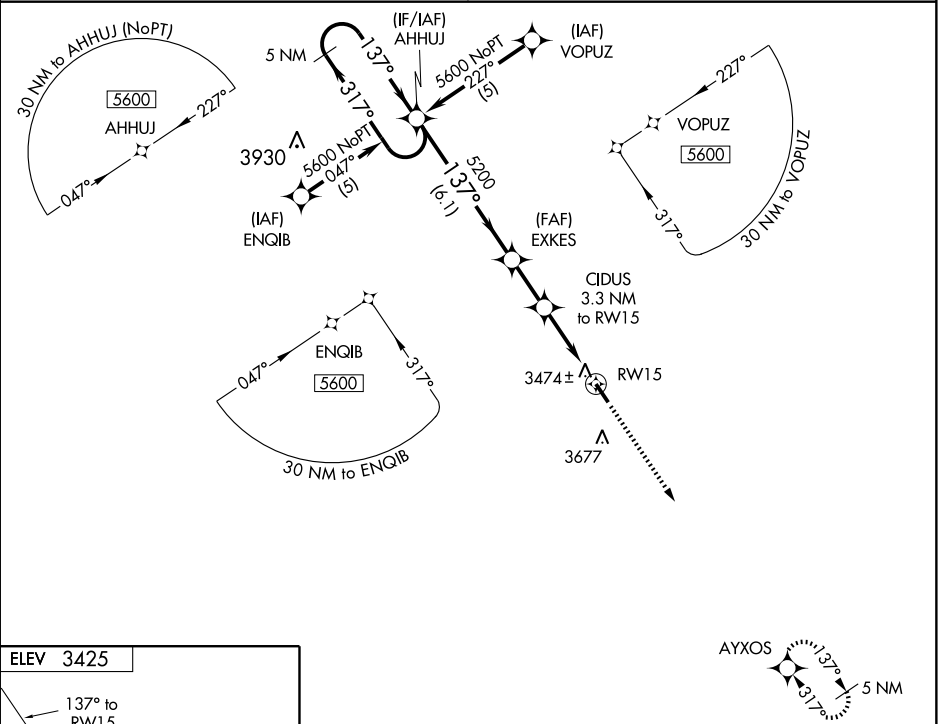 30 NM to AHHUJ (NoPT)
5600
AHHUJ
227°
047°
5 NM
137°
317°
(IF/IAF)
AHHUJ
(IAF)
VOPUZ
5600 NoPT
227°
(5)
3930
5600 NoPT
047°
(5)
(IAF)
ENQIB
5200
137°
(6.1)
227°
VOPUZ
5600
317°
30 NM to VOPUZ
(FAF)
EXKES
CIDUS
3.3 NM
to RW15
ENQIB
5600
047°
317°
30 NM to ENQIB
3474±
RW15
3677
ELEV 3425
137° to
RW15
AYXOS
137°
317°
5 NM